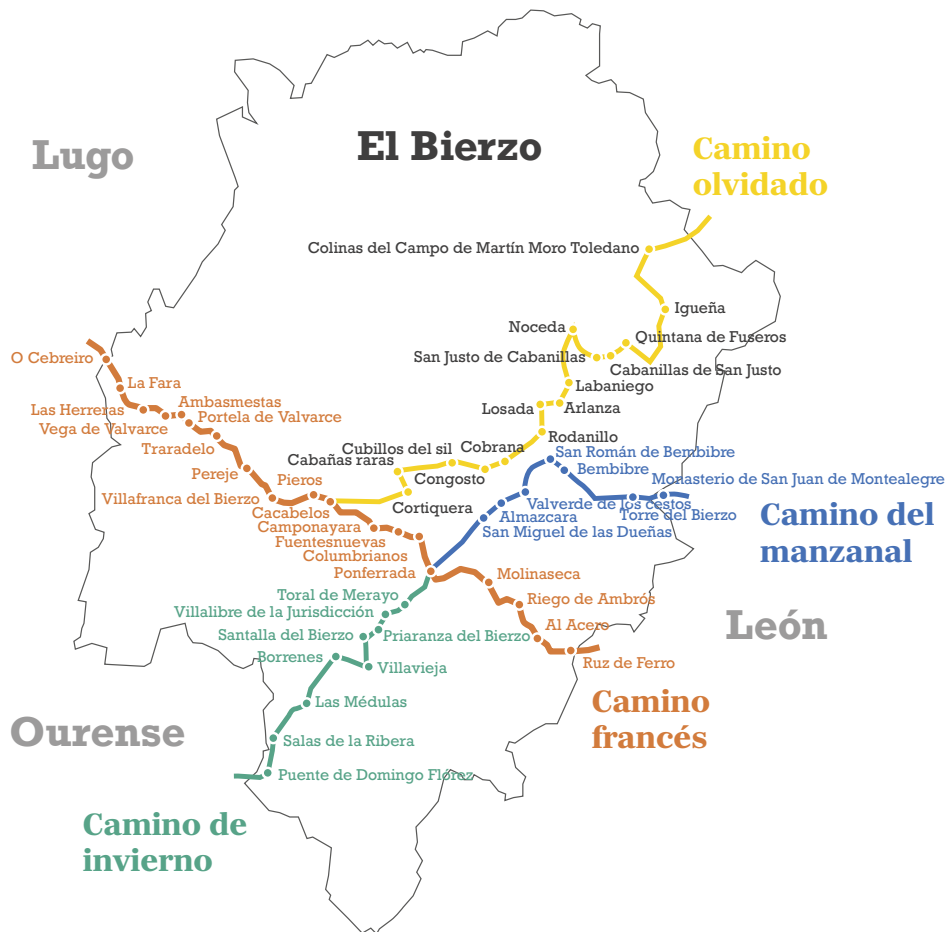 El Bierzo
Lugo
Camino
olvidado
Colinas del Campo de Martín Moro Toledano
Igueña
Noceda
Quintana de Fuseros
San Justo de Cabanillas
Cabanillas de San Justo
O Cebreiro
La Fara
Labaniego
Ambasmestas
Las Herreras
Portela de Valvarce
Losada
Arlanza
Vega de Valvarce
Traradelo
Rodanillo
Cubillos del sil
Cobrana
San Román de Bembibre
Cabañas raras
Bembibre
Pereje
Pieros
Congosto
Monasterio de San Juan de Montealegre
Villafranca del Bierzo
Cortiquera
Valverde de los cestos
Cacabelos
Almazcara
Torre del Bierzo
Camponayara
San Miguel de las Dueñas
Camino del
manzanal
Fuentesnuevas
Columbrianos
Ponferrada
Molinaseca
Toral de Merayo
Riego de Ambrós
Villalibre de la Jurisdicción
Al Acero
León
Santalla del Bierzo
Priaranza del Bierzo
Borrenes
Villavieja
Ruz de Ferro
Las Médulas
Camino
francés
Ourense
Salas de la Ribera
Puente de Domingo Flórez
Camino de
invierno